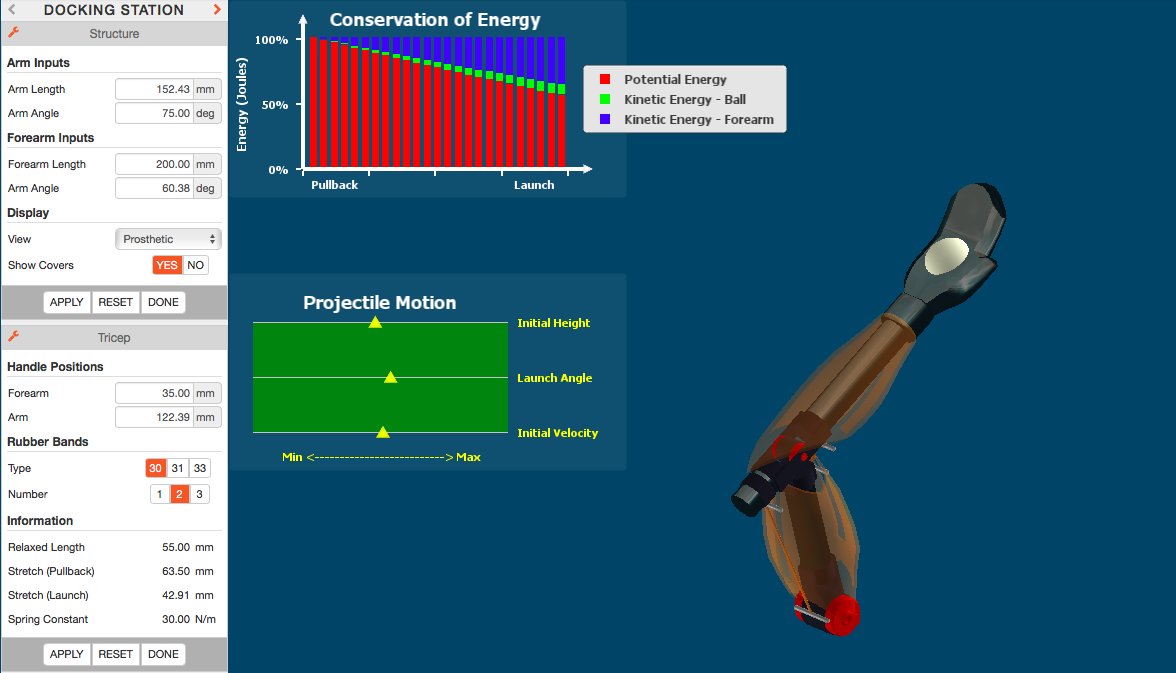 DOCKING STATION
Structure
Arm Inputs
Arm Length 152.43 mm
Arm Angle 75.00 deg
Forearm Inputs
Forearm Length 200.00 mm
Arm Angle 60.38 deg
Display
View Prosthetic
Show Covers YES NO
APPLY RESET DONE
Tricep
Handle Positions
Forearm 35.00 mm
Arm 122.39 mm
Rubber Bands
Type 30 31 33
Number 1 2 3
Information
Relaxed Length 55.00 mm
Stretch (Pullback) 63.50 mm
Stretch (Launch) 42.91 mm
Spring Constant 30.00 N/m
APPLY RESET DONE
Conservation of Energy
Energy (Joules)
100%
50%
0%
Pullback Launch
Potential Energy
Kinetic Energy - Ball
Kinetic Energy - Forearm
Projectile Motion
Initial Height
Launch Angle
Initial Velocity
Min <-------------------------> Max